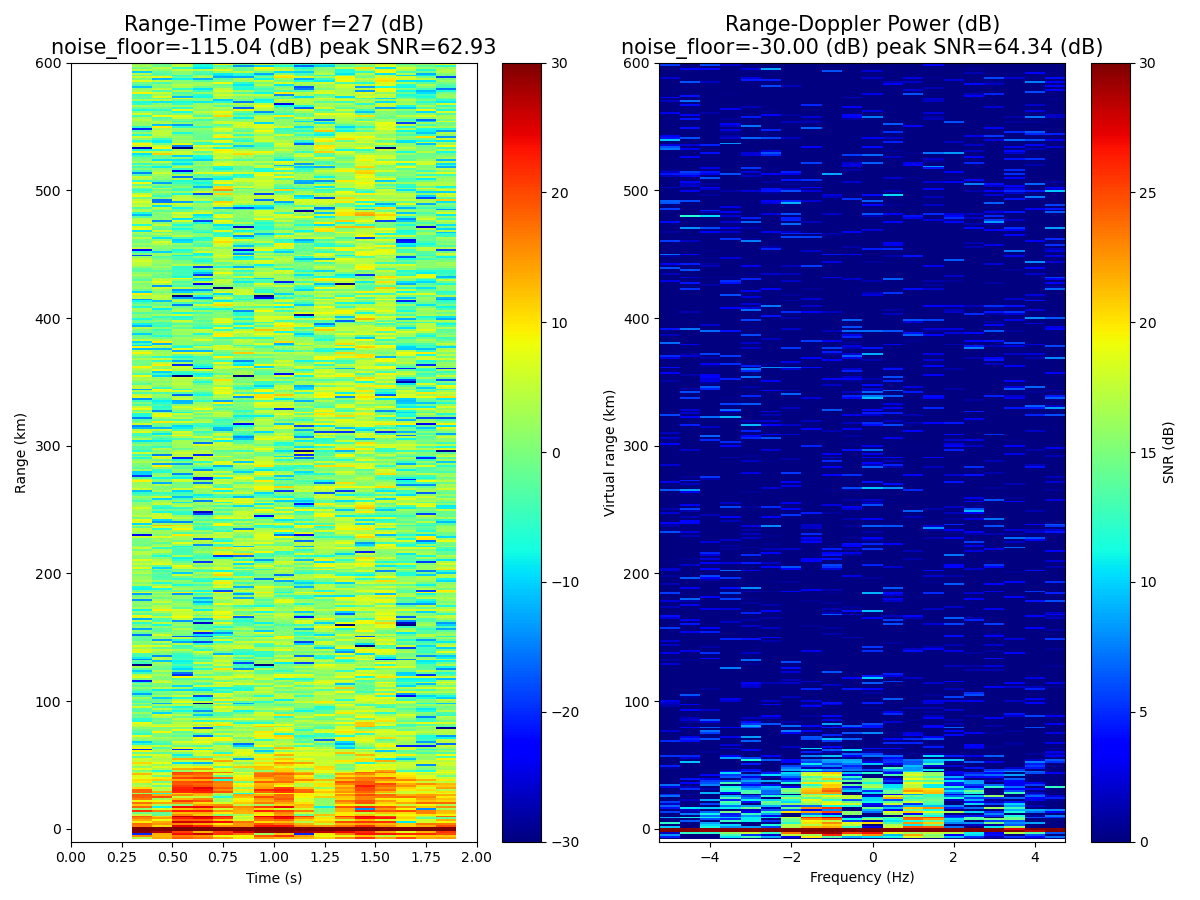 Range-Time Power f=27 (dB)
noise_floor=-115.04 (dB) peak SNR=62.93
Range (km)
600
500
400
300
200
100
0
0.00 0.25 0.50 0.75 1.00 1.25 1.50 1.75 2.00
Time (s)
30
20
10
0
−10
−20
−30
Range-Doppler Power (dB)
noise_floor=-30.00 (dB) peak SNR=64.34 (dB)
Virtual range (km)
600
500
400
300
200
100
0
−4 −2 0 2 4
Frequency (Hz)
30
25
20
15
10
5
0
SNR (dB)